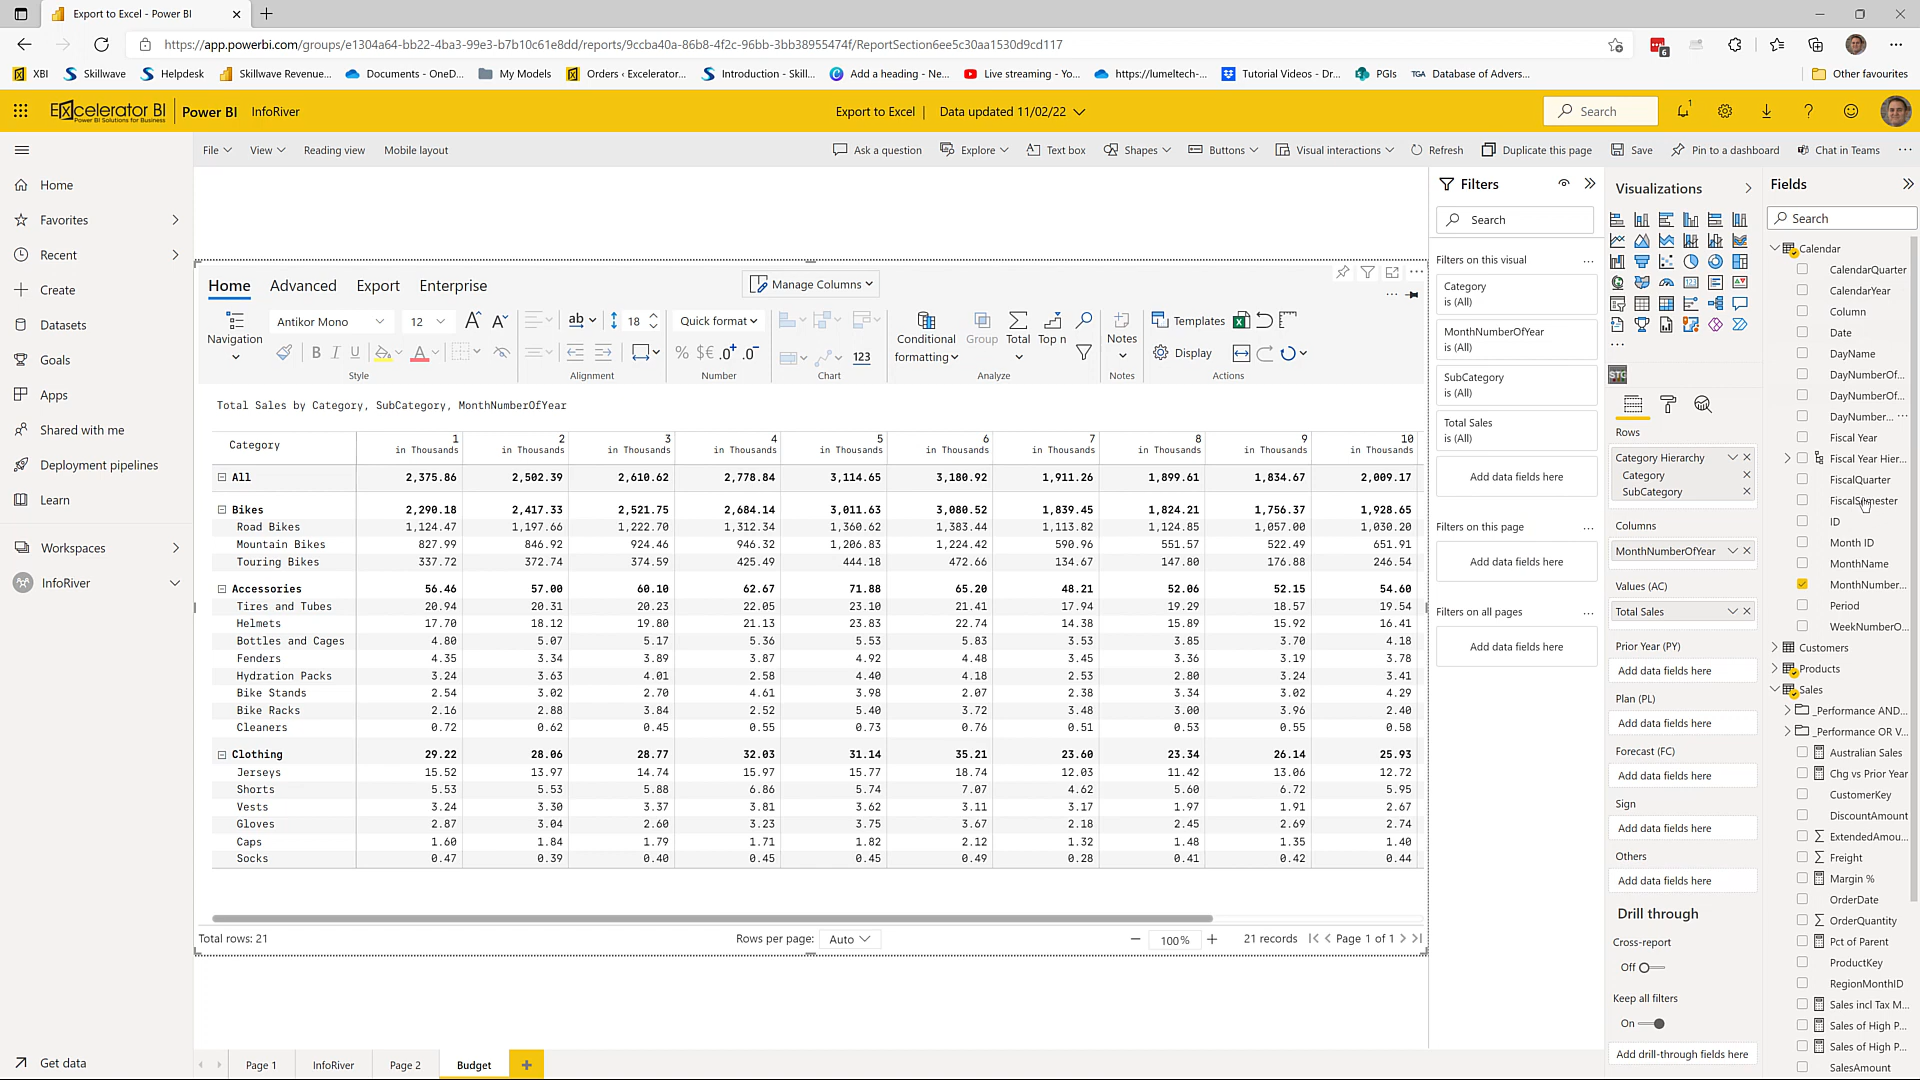 Export to Excel - Power BI
https://app.powerbi.com/groups/e1304a64-bb22-4ba3-99e3-b7b10c61e8dd/reports/9ccba40a-86b8-4f2c-96bb-3bb38955474f/ReportSection6ee5c30aa1530d9cd117
6
XBI Skillwave Helpdesk Skillwave Revenue... Documents - OneD... My Models Orders ‹ Excelerator... Introduction - Skill... Add a heading - Ne... Live streaming - Yo... https://lumeltech-... Tutorial Videos - Dr... PGIs TGA Database of Advers... Other favourites
Excelerator BI
Power BI Solutions for Business
Power BI InfoRiver
Export to Excel | Data updated 11/02/22
Search
1
File View Reading view Mobile layout
Ask a question Explore Text box Shapes Buttons Visual interactions Refresh Duplicate this page Save Pin to a dashboard Chat in Teams
Home
Favorites
Recent
Create
Datasets
Goals
Apps
Shared with me
Deployment pipelines
Learn
Workspaces
InfoRiver
Get data
Home Advanced Export Enterprise
Manage Columns
Navigation
Antikor Mono 12
B I U A
Style
ab 18
Alignment
Quick format
% $€ .0 .0
Number
123
Chart
Conditional formatting
Group Total Top n
Analyze
Notes
Notes
Templates
Display
Actions
Total Sales by Category, SubCategory, MonthNumberOfYear
Category 1 2 3 4 5 6 7 8 9 10
in Thousands in Thousands in Thousands in Thousands in Thousands in Thousands in Thousands in Thousands in Thousands in Thousands
All 2,375.86 2,502.39 2,610.62 2,778.84 3,114.65 3,180.92 1,911.26 1,899.61 1,834.67 2,009.17
Bikes 2,290.18 2,417.33 2,521.75 2,684.14 3,011.63 3,080.52 1,839.45 1,824.21 1,756.37 1,928.65
Road Bikes 1,124.47 1,197.66 1,222.70 1,312.34 1,360.62 1,383.44 1,113.82 1,124.85 1,057.00 1,030.20
Mountain Bikes 827.99 846.92 924.46 946.32 1,206.83 1,224.42 590.96 551.57 522.49 651.91
Touring Bikes 337.72 372.74 374.59 425.49 444.18 472.66 134.67 147.80 176.88 246.54
Accessories 56.46 57.00 60.10 62.67 71.88 65.20 48.21 52.06 52.15 54.60
Tires and Tubes 20.94 20.31 20.23 22.05 23.10 21.41 17.94 19.29 18.57 19.54
Helmets 17.70 18.12 19.80 21.13 23.83 22.74 14.38 15.89 15.92 16.41
Bottles and Cages 4.80 5.07 5.17 5.36 5.53 5.83 3.53 3.85 3.70 4.18
Fenders 4.35 3.34 3.89 3.87 4.92 4.48 3.45 3.36 3.19 3.78
Hydration Packs 3.24 3.63 4.01 2.58 4.40 4.18 2.53 2.80 3.24 3.41
Bike Stands 2.54 3.02 2.70 4.61 3.98 2.07 2.38 3.34 3.02 4.29
Bike Racks 2.16 2.88 3.84 2.52 5.40 3.72 3.48 3.00 3.96 2.40
Cleaners 0.72 0.62 0.45 0.55 0.73 0.76 0.51 0.53 0.55 0.58
Clothing 29.22 28.06 28.77 32.03 31.14 35.21 23.60 23.34 26.14 25.93
Jerseys 15.52 13.97 14.74 15.97 15.77 18.74 12.03 11.42 13.06 12.72
Shorts 5.53 5.53 5.88 6.86 5.74 7.07 4.62 5.60 6.72 5.95
Vests 3.24 3.30 3.37 3.81 3.62 3.11 3.17 1.97 1.91 2.67
Gloves 2.87 3.04 2.60 3.23 3.75 3.67 2.18 2.45 2.69 2.74
Caps 1.60 1.84 1.79 1.71 1.82 2.12 1.32 1.48 1.35 1.40
Socks 0.47 0.39 0.40 0.45 0.45 0.49 0.28 0.41 0.42 0.44
Total rows: 21
Rows per page: Auto
100%
21 records Page 1 of 1
Page 1 InfoRiver Page 2 Budget
Filters
Search
Filters on this visual
Category
is (All)
MonthNumberOfYear
is (All)
SubCategory
is (All)
Total Sales
is (All)
Add data fields here
Filters on this page
Add data fields here
Filters on all pages
Add data fields here
Visualizations
STG
Rows
Category Hierarchy
Category
SubCategory
Columns
MonthNumberOfYear
Values (AC)
Total Sales
Prior Year (PY)
Add data fields here
Plan (PL)
Add data fields here
Forecast (FC)
Add data fields here
Sign
Add data fields here
Others
Add data fields here
Drill through
Cross-report
Off
Keep all filters
On
Add drill-through fields here
Fields
Search
Calendar
CalendarQuarter
CalendarYear
Column
Date
DayName
DayNumberOf...
DayNumberOf...
DayNumber...
Fiscal Year
Fiscal Year Hier...
FiscalQuarter
FiscalSemester
ID
Month ID
MonthName
MonthNumber...
Period
WeekNumberO...
Customers
Products
Sales
_Performance AND...
_Performance OR V...
Australian Sales
Chg vs Prior Year
CustomerKey
DiscountAmount
ExtendedAmou...
Freight
Margin %
OrderDate
OrderQuantity
Pct of Parent
ProductKey
RegionMonthID
Sales incl Tax M...
Sales of High P...
Sales of High P...
SalesAmount